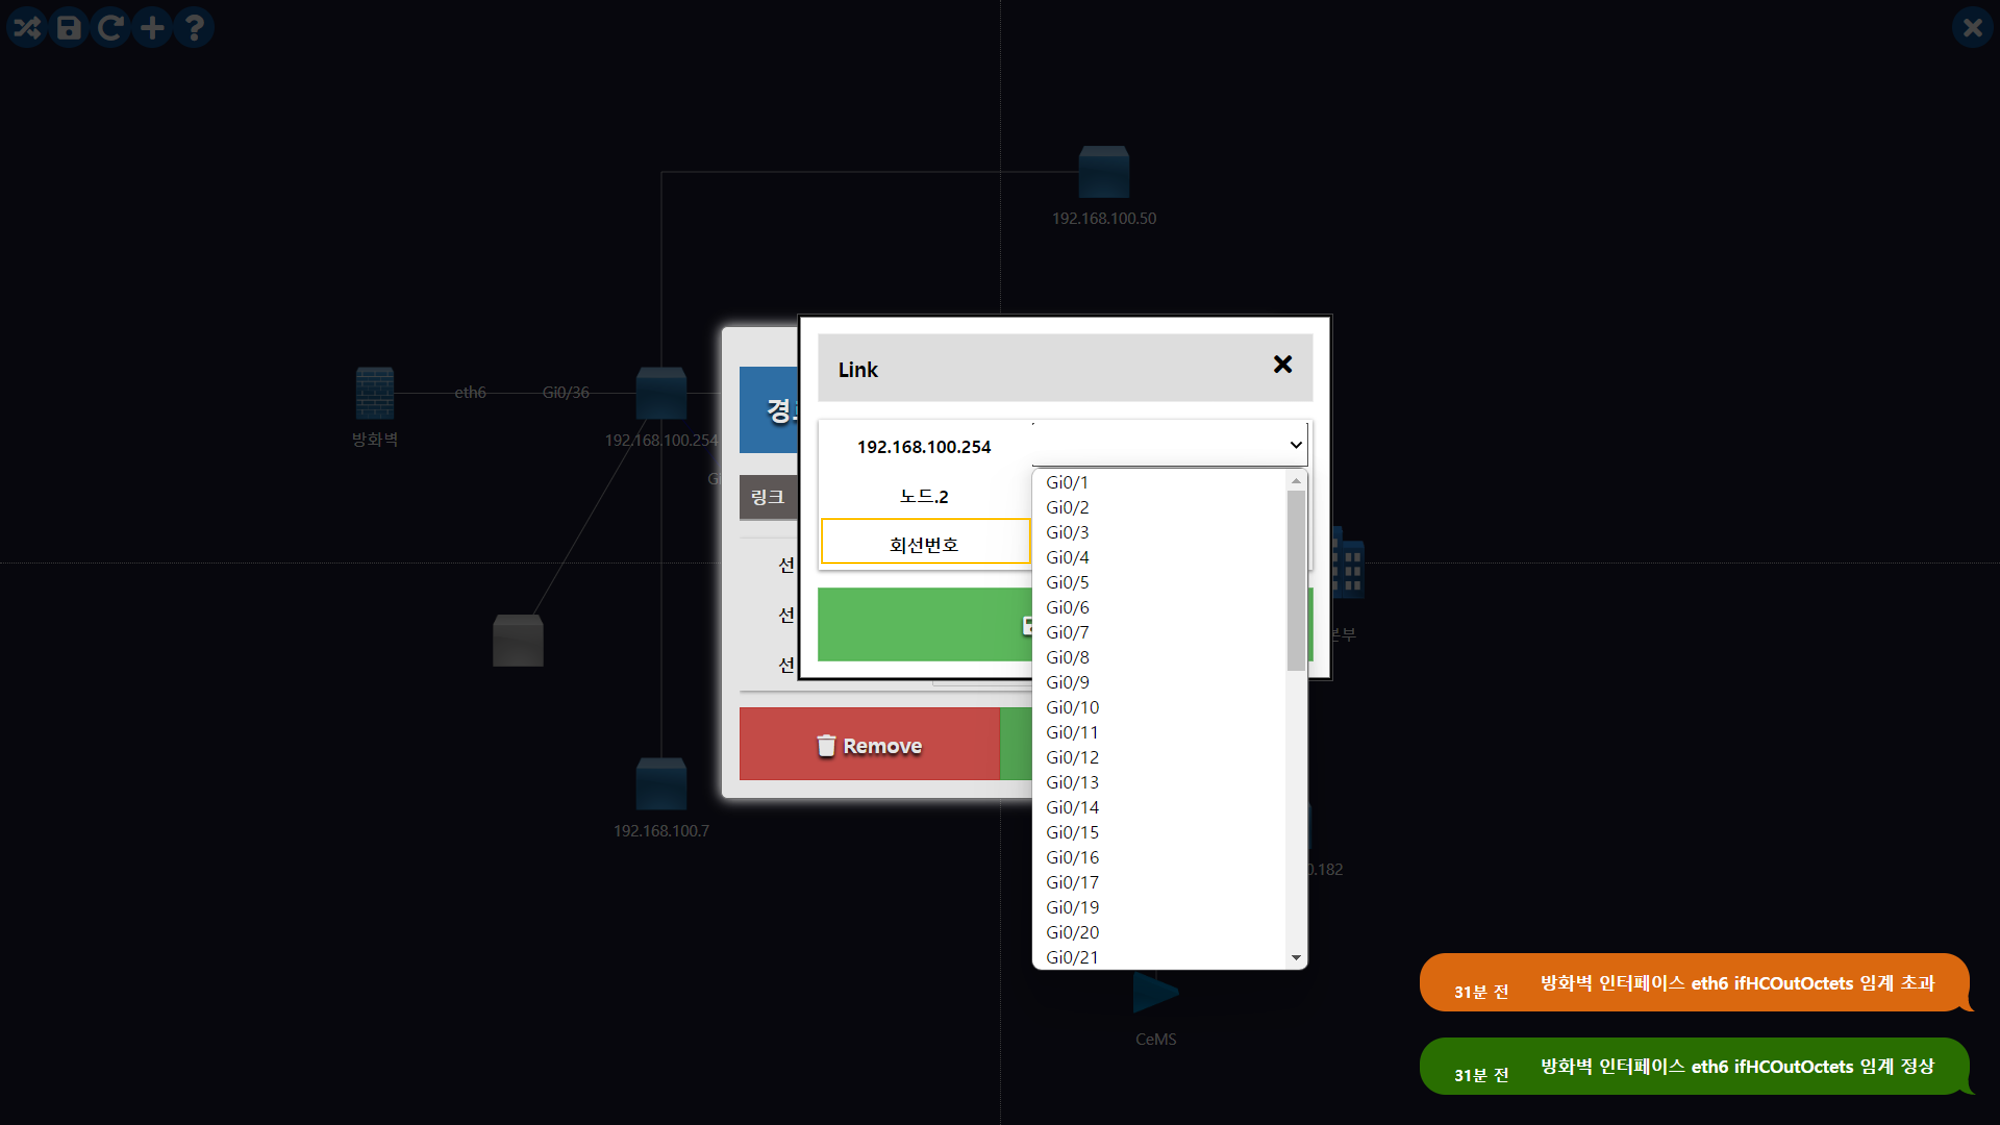 192.168.100.50
eth6
Gi0/36
방화벽
192.168.100.254
Gi
192.168.100.7
Link
192.168.100.254
노드.2
회선번호
링크
선
선
선
Remove
Gi0/1
Gi0/2
Gi0/3
Gi0/4
Gi0/5
Gi0/6
Gi0/7
Gi0/8
Gi0/9
Gi0/10
Gi0/11
Gi0/12
Gi0/13
Gi0/14
Gi0/15
Gi0/16
Gi0/17
Gi0/19
Gi0/20
Gi0/21
본부
0.182
CeMS
31분 전 방화벽 인터페이스 eth6 ifHCOutOctets 임계 초과
31분 전 방화벽 인터페이스 eth6 ifHCOutOctets 임계 정상